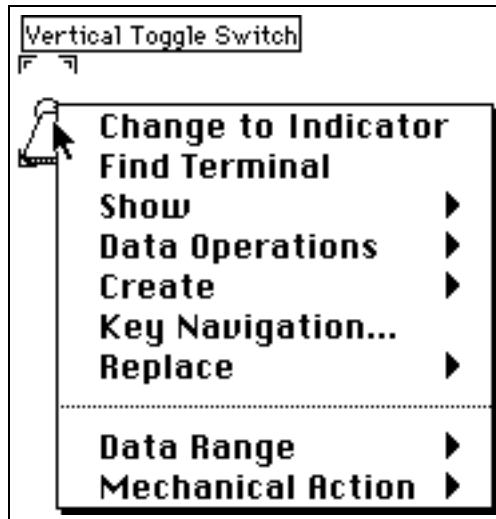 Vertical Toggle Switch
Change to Indicator
Find Terminal
Show
Data Operations
Create
Key Navigation...
Replace
Data Range
Mechanical Action